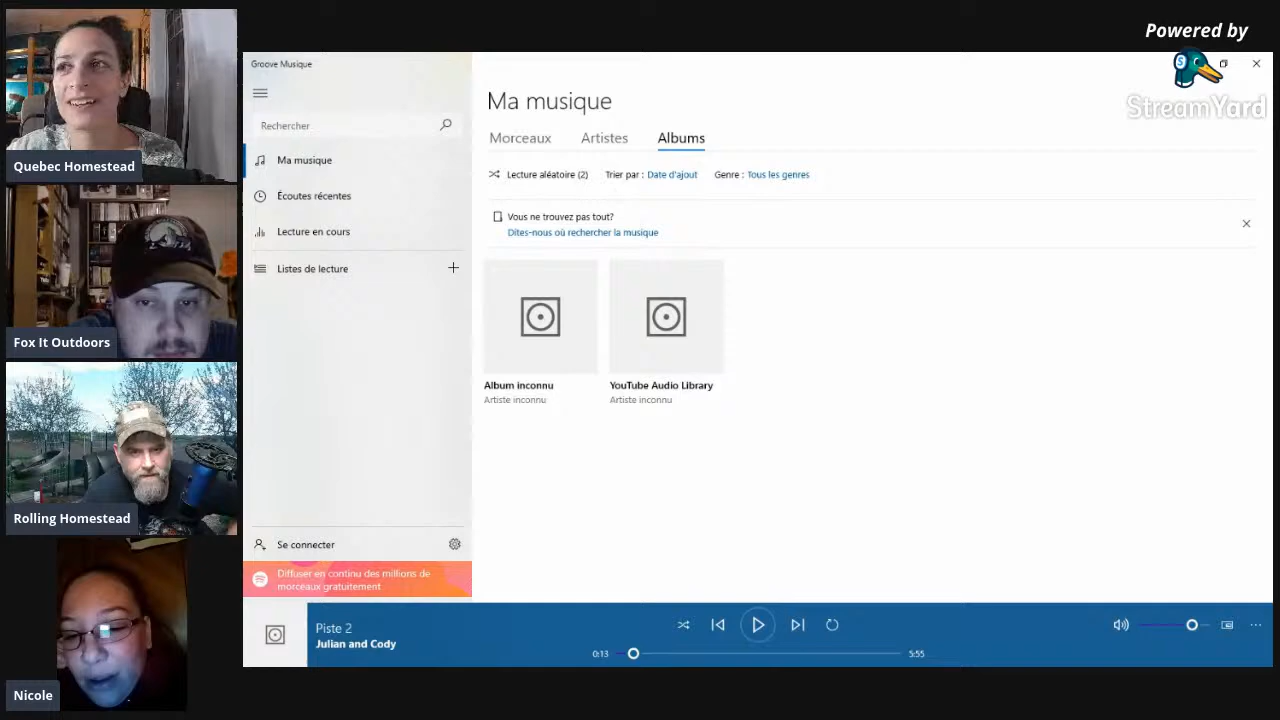 Powered by
StreamYard
Quebec Homestead
Fox It Outdoors
Rolling Homestead
Nicole
Groove Musique
Rechercher
Ma musique
Écoutes récentes
Lecture en cours
Listes de lecture
Se connecter
Diffuser en continu des millions de
morceaux gratuitement
Ma musique
Morceaux Artistes Albums
Lecture aléatoire (2) Trier par : Date d'ajout Genre : Tous les genres
Vous ne trouvez pas tout?
Dites-nous où rechercher la musique
Album inconnu
Artiste inconnu
YouTube Audio Library
Artiste inconnu
Piste 2
Julian and Cody
0:13
5:55